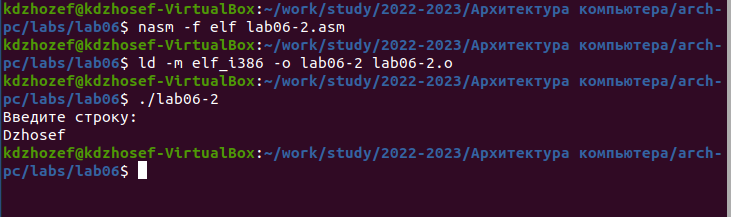 kdzhozef@kdzhosef-VirtualBox:~/work/study/2022-2023/Архитектура компьютера/arch-
pc/labs/lab06$ nasm -f elf lab06-2.asm
kdzhozef@kdzhosef-VirtualBox:~/work/study/2022-2023/Архитектура компьютера/arch-
pc/labs/lab06$ ld -m elf_i386 -o lab06-2 lab06-2.o
kdzhozef@kdzhosef-VirtualBox:~/work/study/2022-2023/Архитектура компьютера/arch-
pc/labs/lab06$ ./lab06-2
Введите строку:
Dzhosef
kdzhozef@kdzhosef-VirtualBox:~/work/study/2022-2023/Архитектура компьютера/arch-
pc/labs/lab06$